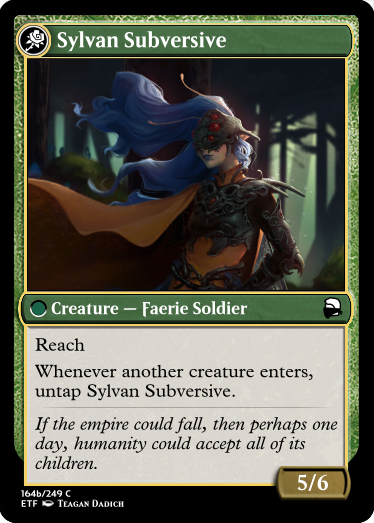 Sylvan Subversive
Creature — Faerie Soldier
Reach
Whenever another creature enters,
untap Sylvan Subversive.
If the empire could fall, then perhaps one
day, humanity could accept all of its
children.
5/6
164b/249 C
ETF Teagan Dadich